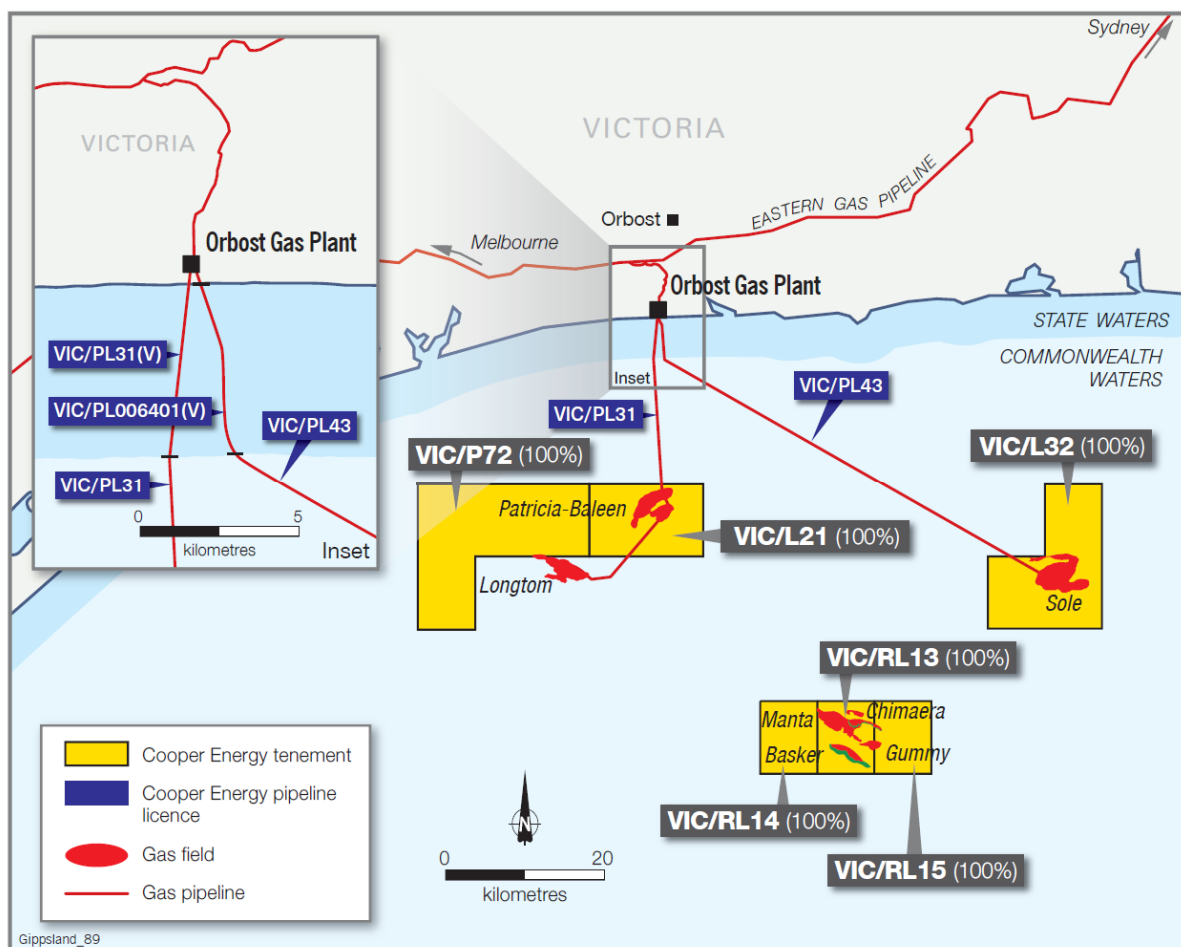 Sydney
VICTORIA
VICTORIA
EASTERN GAS PIPELINE
Orbost
Melbourne
Orbost Gas Plant
Orbost Gas Plant
STATE WATERS
COMMONWEALTH
WATERS
VIC/PL31(V)
VIC/PL006401(V)
VIC/PL43
VIC/PL31
0 5
kilometres
Inset
Inset
VIC/PL31
VIC/PL43
VIC/P72 (100%)
VIC/L32 (100%)
Patricia-Baleen
VIC/L21 (100%)
Longtom
Sole
VIC/RL13 (100%)
Manta
Chimaera
Basker
Gummy
VIC/RL14 (100%)
VIC/RL15 (100%)
Cooper Energy tenement
Cooper Energy pipeline
licence
Gas field
Gas pipeline
N
0 20
kilometres
Gippsland_89